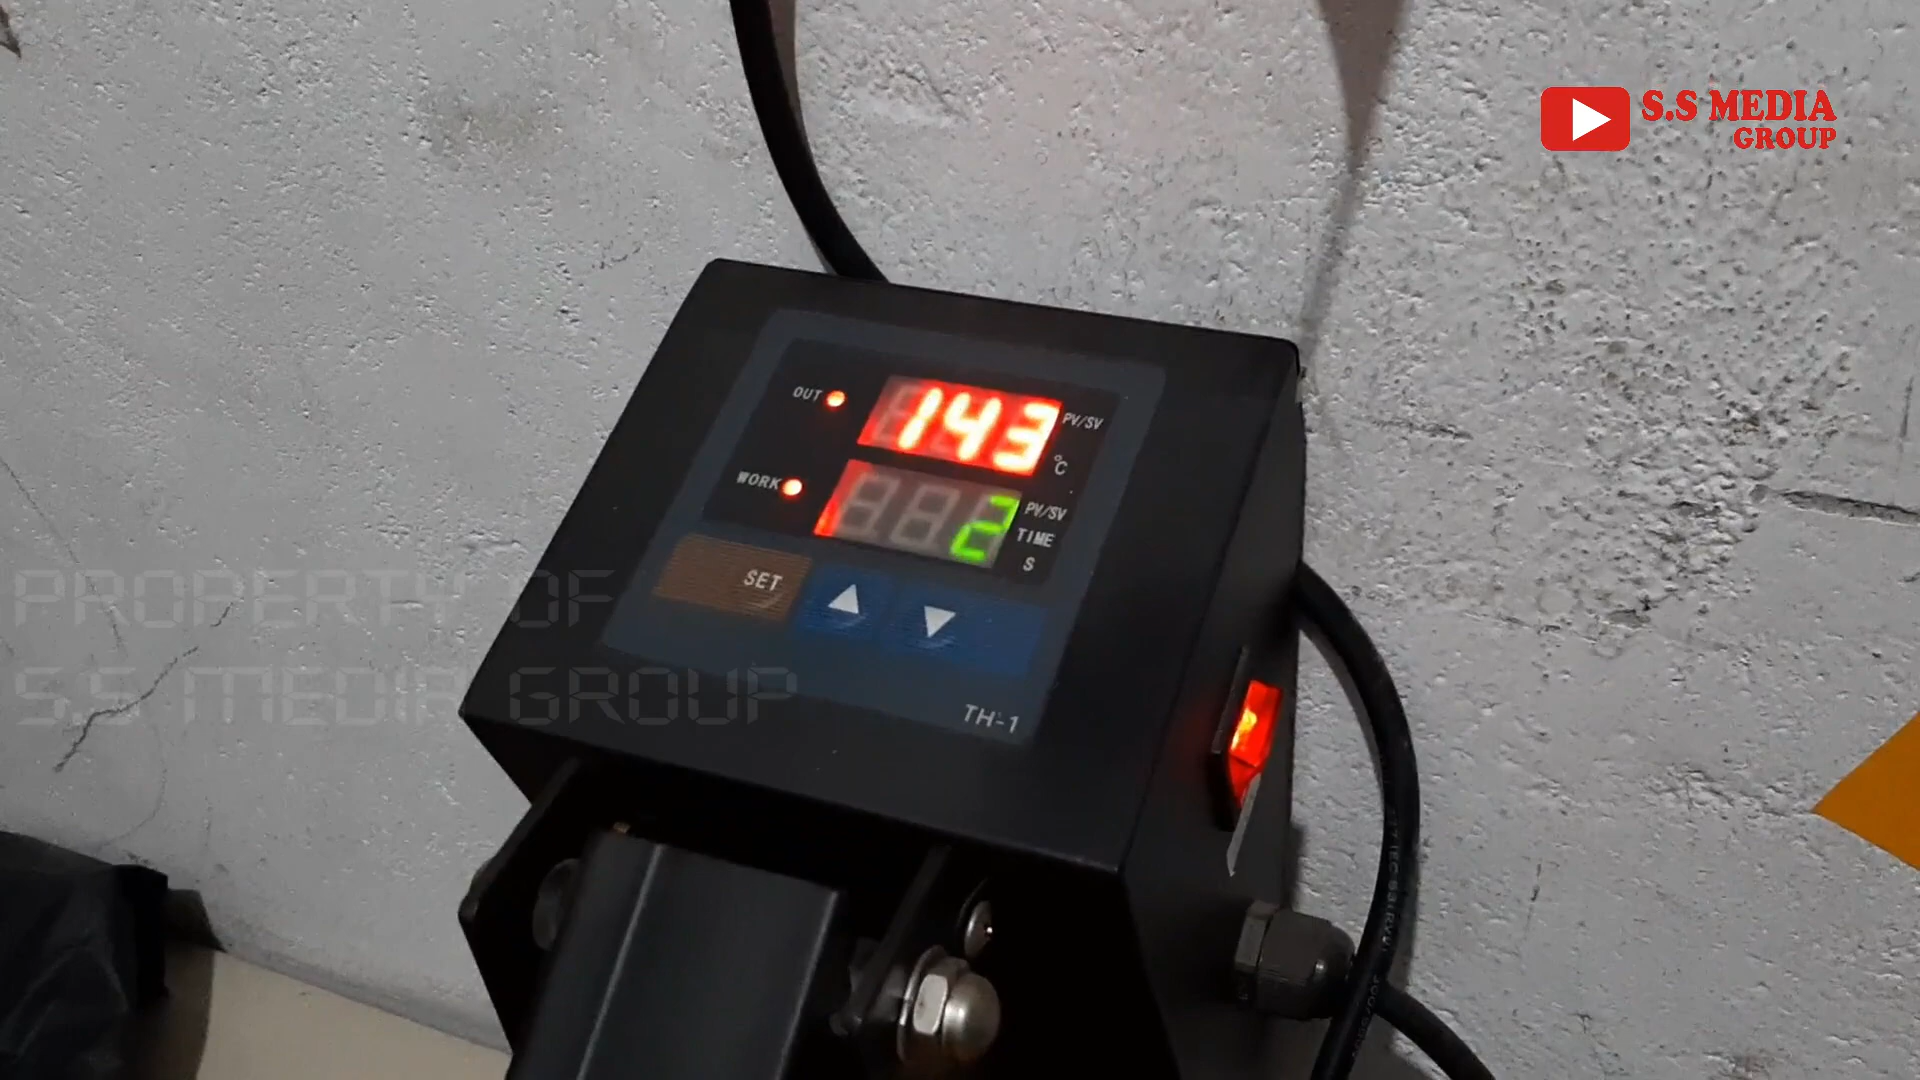 S.S MEDIA
GROUP
OUT
143
PV/SV
°C
WORK
2
PV/SV
TIME
S
SET
TH-1
PROPERTY OF
S.S MEDIA GROUP